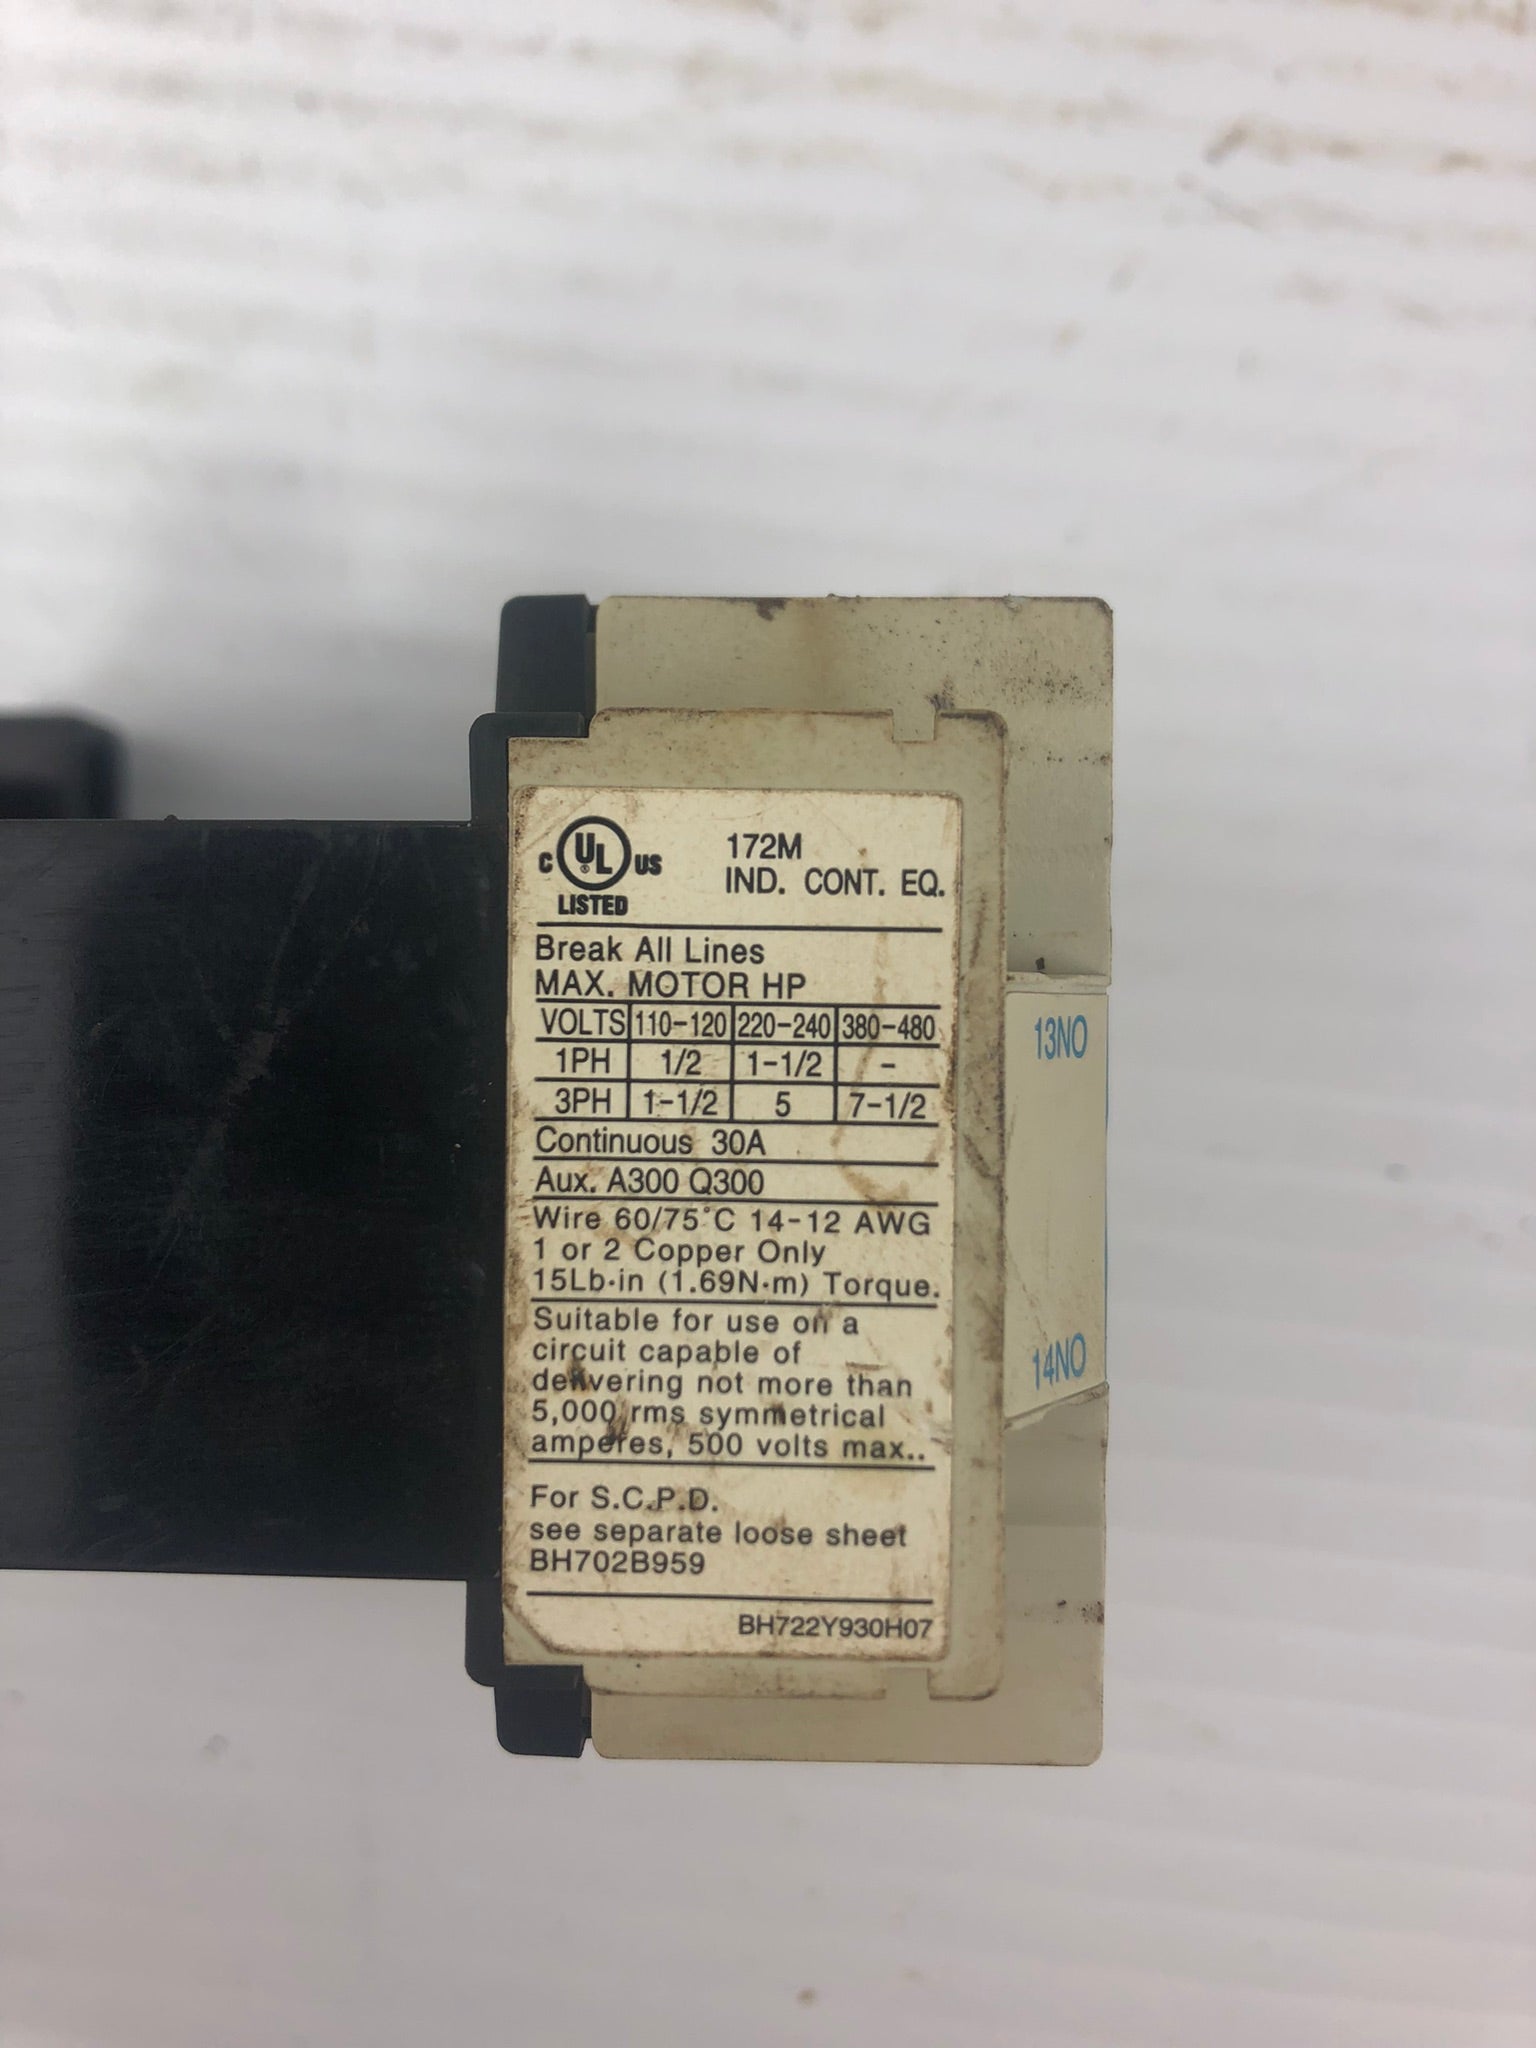 C UL® US
LISTED
172M
IND. CONT. EQ.
Break All Lines
MAX. MOTOR HP
VOLTS 110-120 220-240 380-480
1PH 1/2 1-1/2 -
3PH 1-1/2 5 7-1/2
Continuous 30A
Aux. A300 Q300
Wire 60/75°C 14-12 AWG
1 or 2 Copper Only
15Lb·in (1.69N·m) Torque.
Suitable for use on a
circuit capable of
delivering not more than
5,000 rms symmetrical
amperes, 500 volts max..
For S.C.P.D.
see separate loose sheet
BH702B959
BH722Y930H07
13NO
14NO